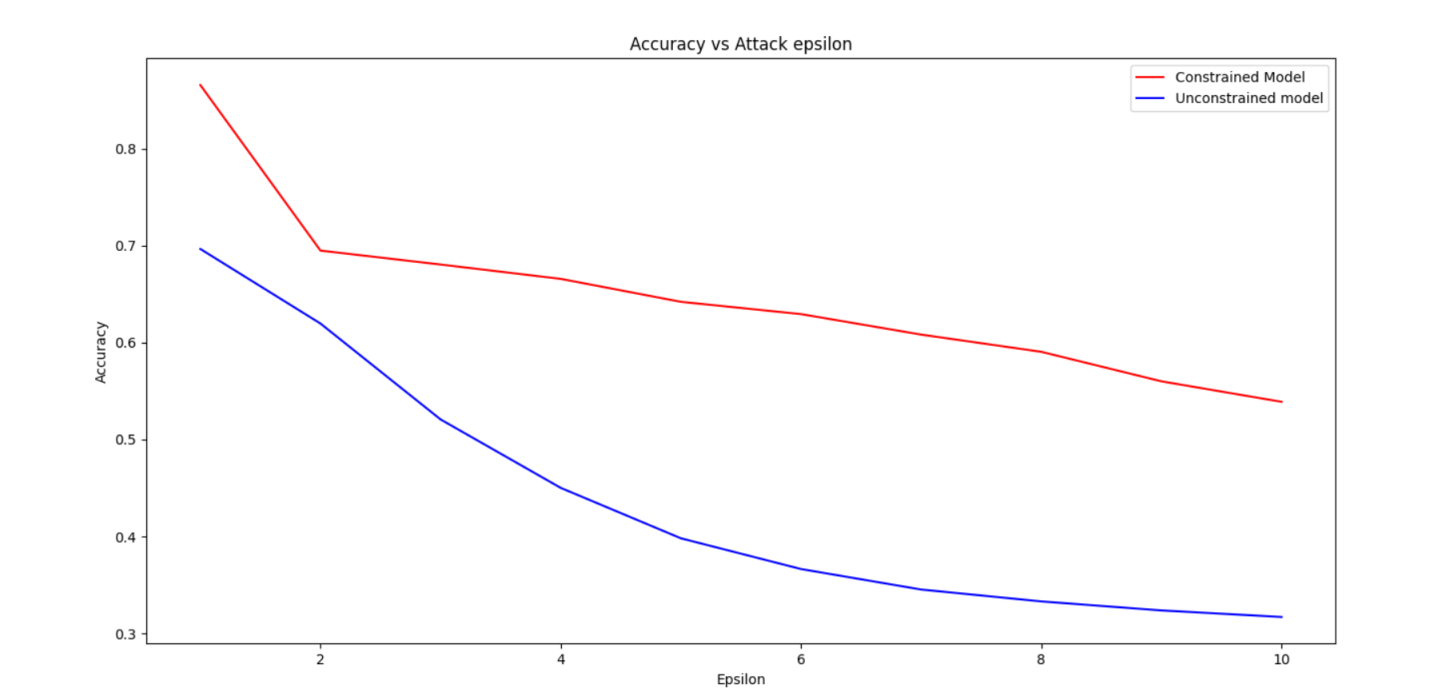 Accuracy vs Attack epsilon
Constrained Model
Unconstrained model
0.8
0.7
0.6
0.5
0.4
0.3
Accuracy
2 4 6 8 10
Epsilon